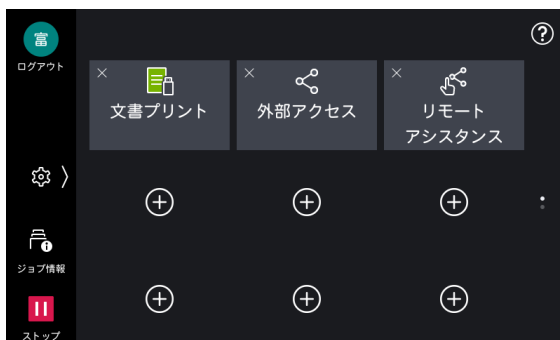 富
ログアウト
文書プリント
外部アクセス
リモート
アシスタンス
ジョブ情報
ストップ